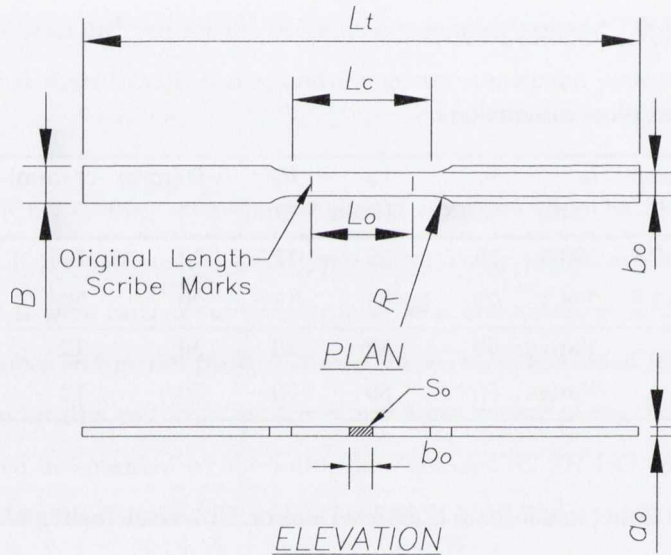 Lt
Lc
Lo
Original Length
Scribe Marks
B
R
bo
PLAN
So
bo
ao
ELEVATION